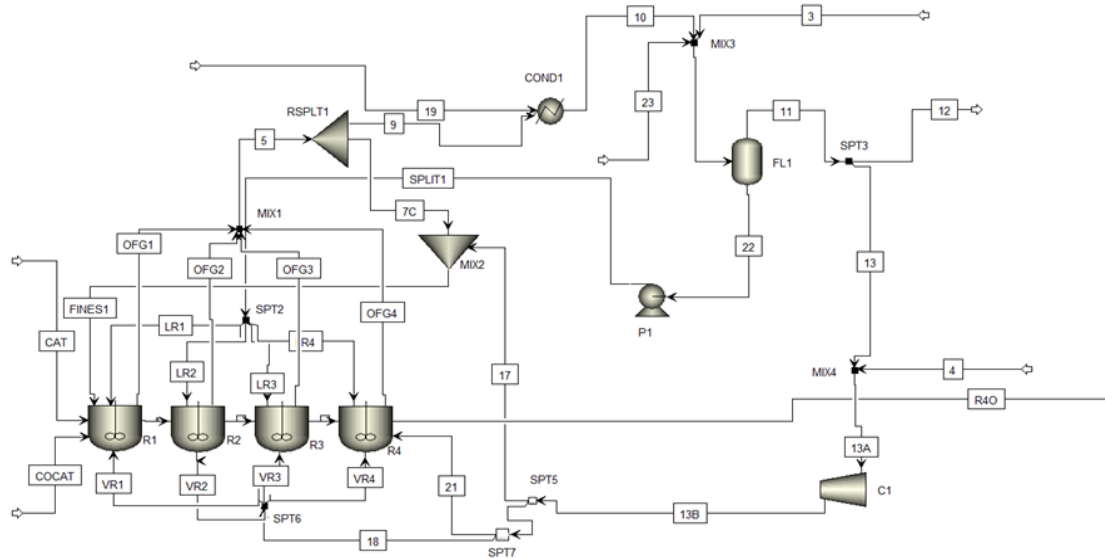 10
3
MIX3
COND1
19
23
RSPLT1
9
11
12
5
SPT3
FL1
SPLIT1
7C
MIX1
OFG1
22
OFG2
OFG3
MIX2
13
FINES1
SPT2
OFG4
P1
LR1
R4
CAT
LR2
LR3
17
MIX4
4
R4O
R1
R2
R3
R4
13A
COCAT
VR1
VR2
VR3
VR4
21
C1
SPT5
SPT6
18
13B
SPT7